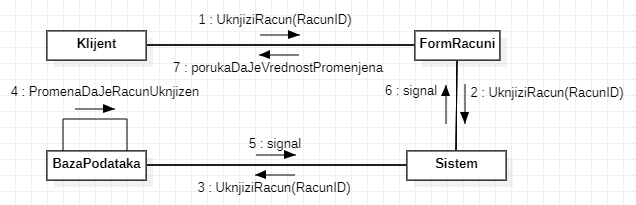 1 : UknjiziRacun(RacunID)
Klijent
FormRacuni
7 : porukaDaJeVrednostPromenjena
4 : PromenaDaJeRacunUknjizen
6 : signal
2 : UknjiziRacun(RacunID)
5 : signal
BazaPodataka
Sistem
3 : UknjiziRacun(RacunID)